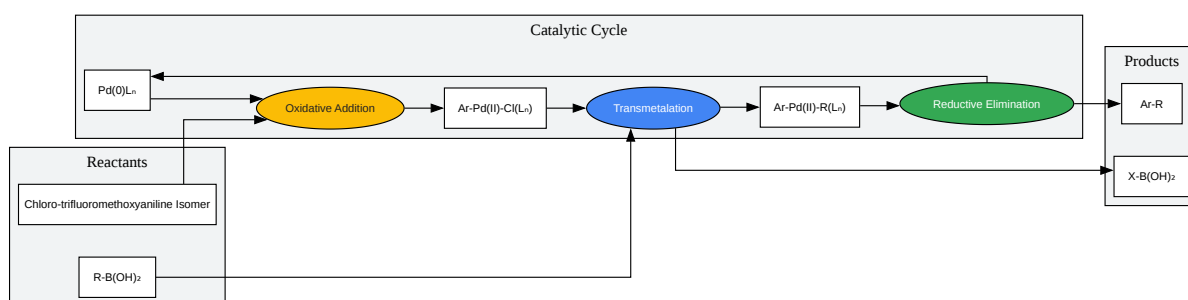 Catalytic Cycle
Pd(0)Lₙ
Oxidative Addition
Ar-Pd(II)-Cl(Lₙ)
Transmetalation
Ar-Pd(II)-R(Lₙ)
Reductive Elimination
Products
Ar-R
X-B(OH)₂
Reactants
Chloro-trifluoromethoxyaniline Isomer
R-B(OH)₂